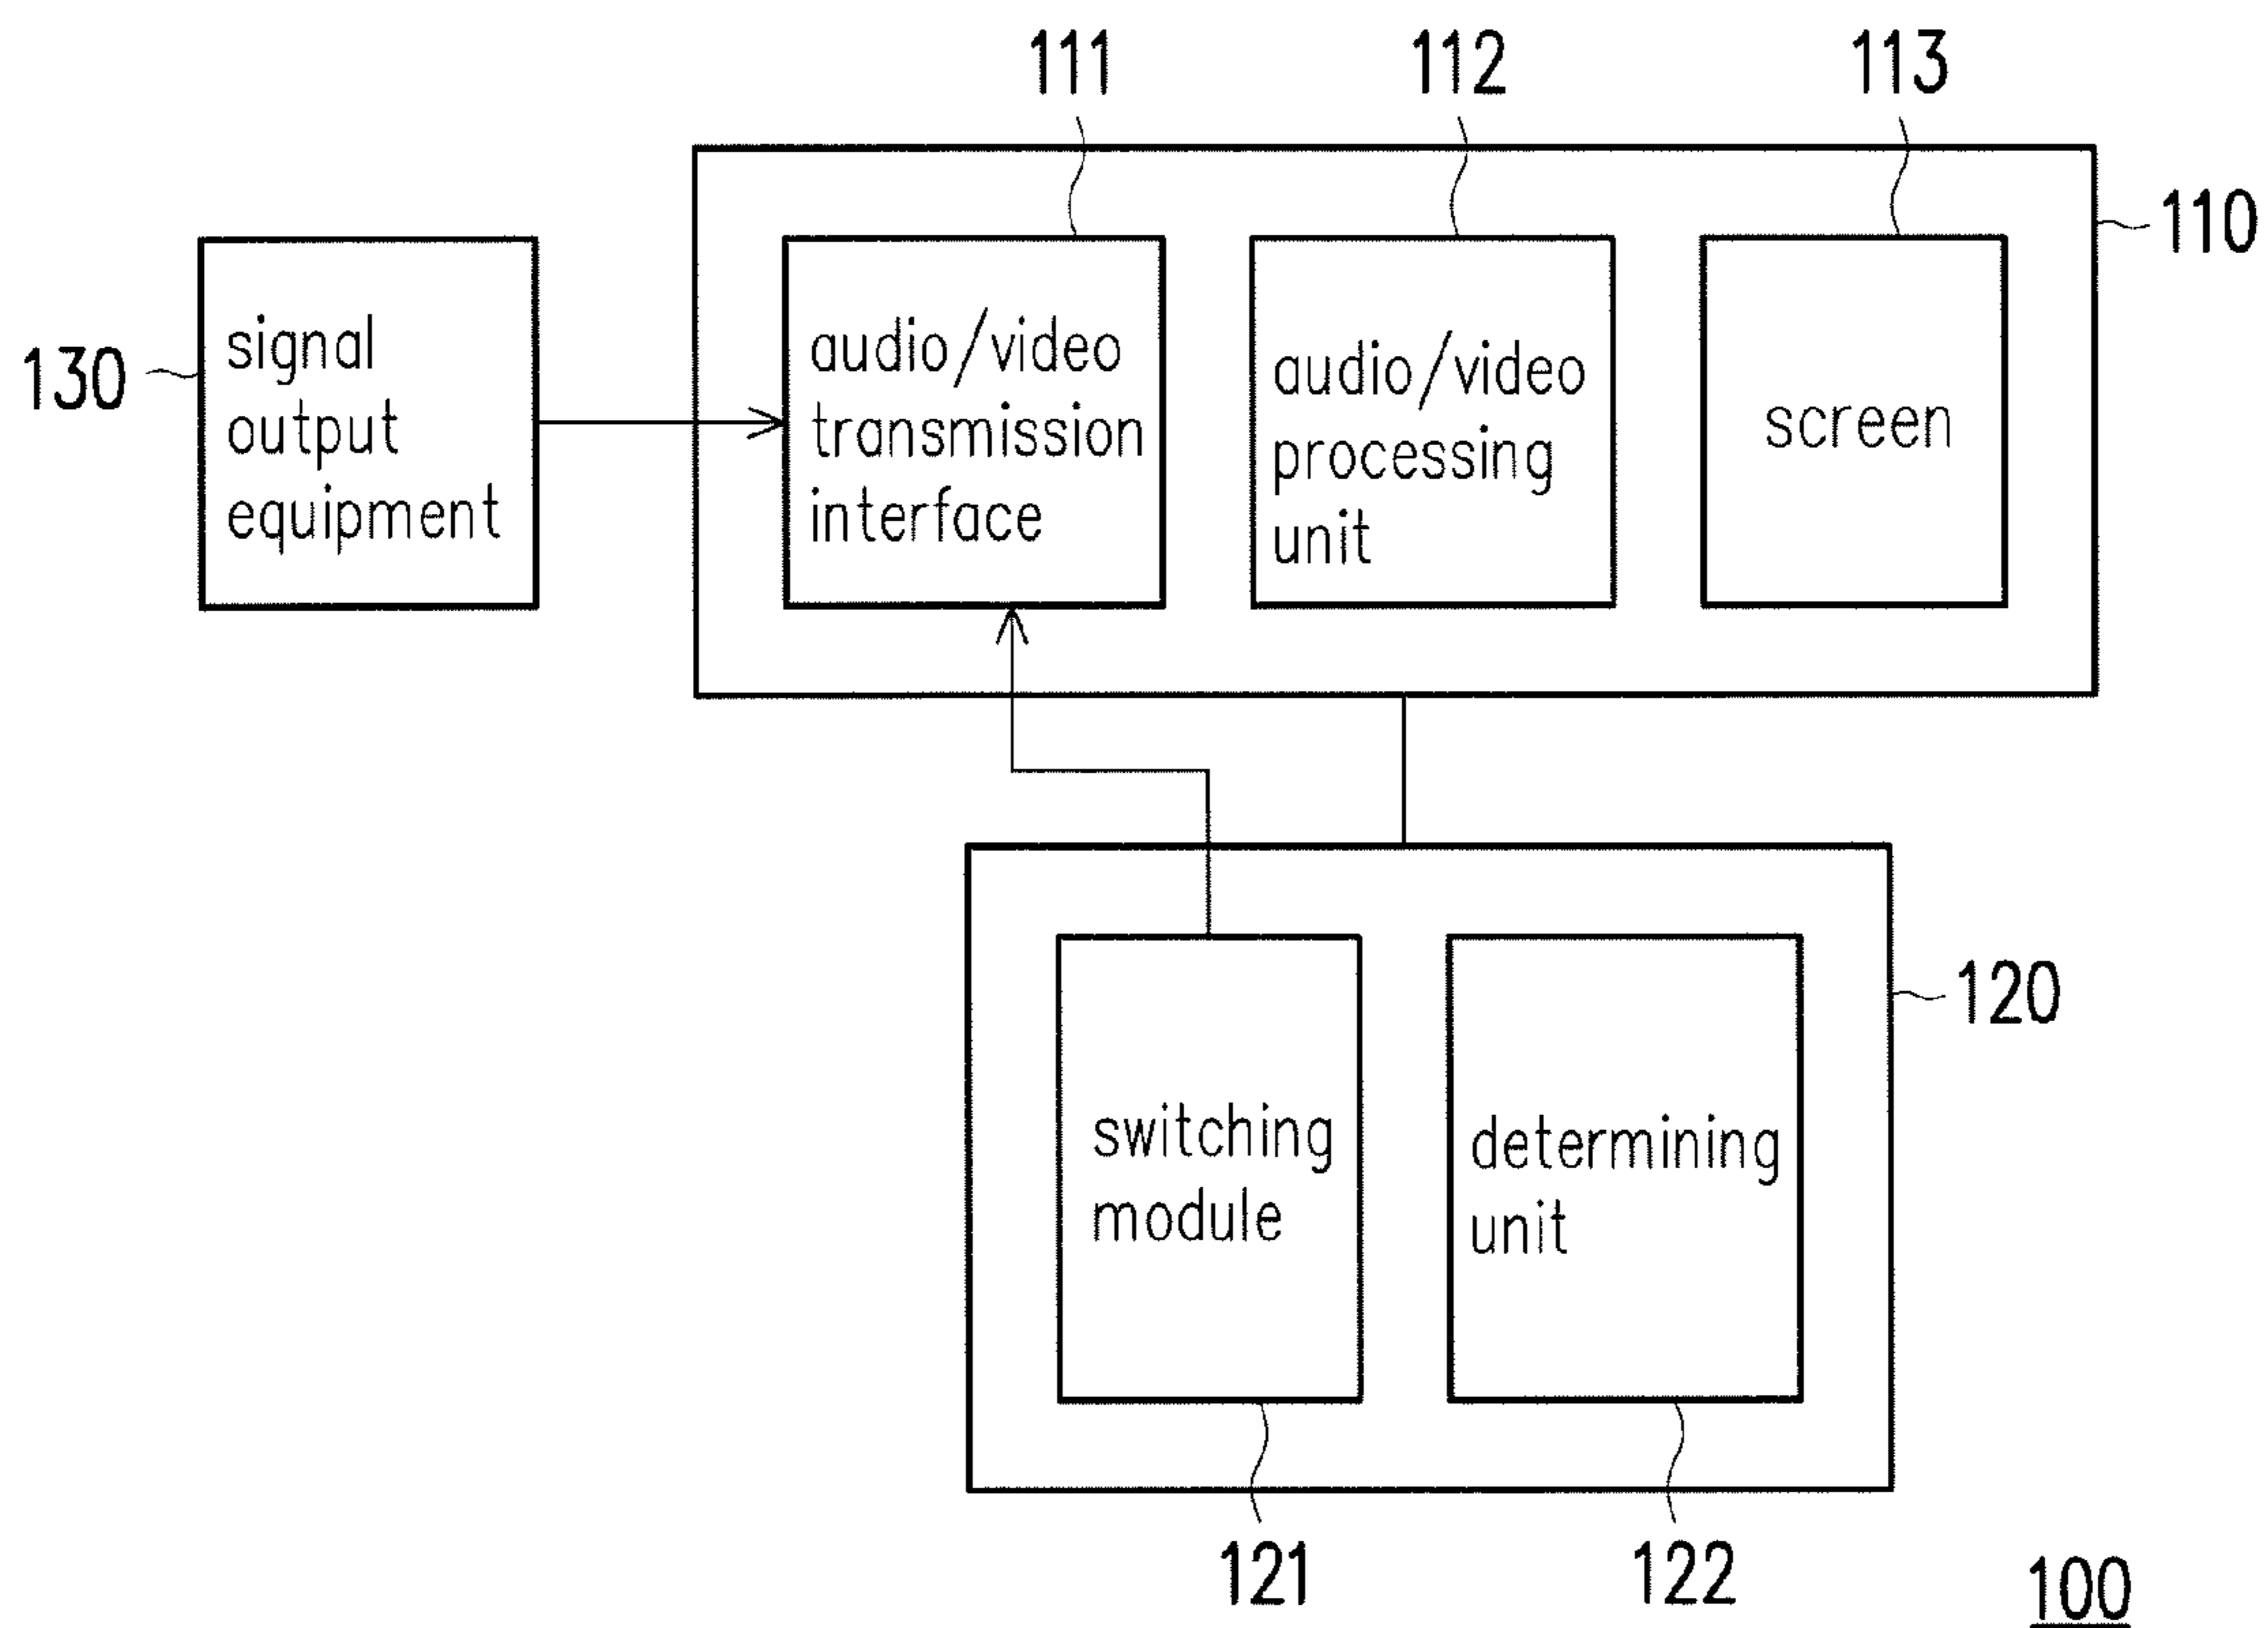 111
112
113
110
130
signal
output
equipment
audio/video
transmission
interface
audio/video
processing
unit
screen
120
switching
module
determining
unit
121
122
100